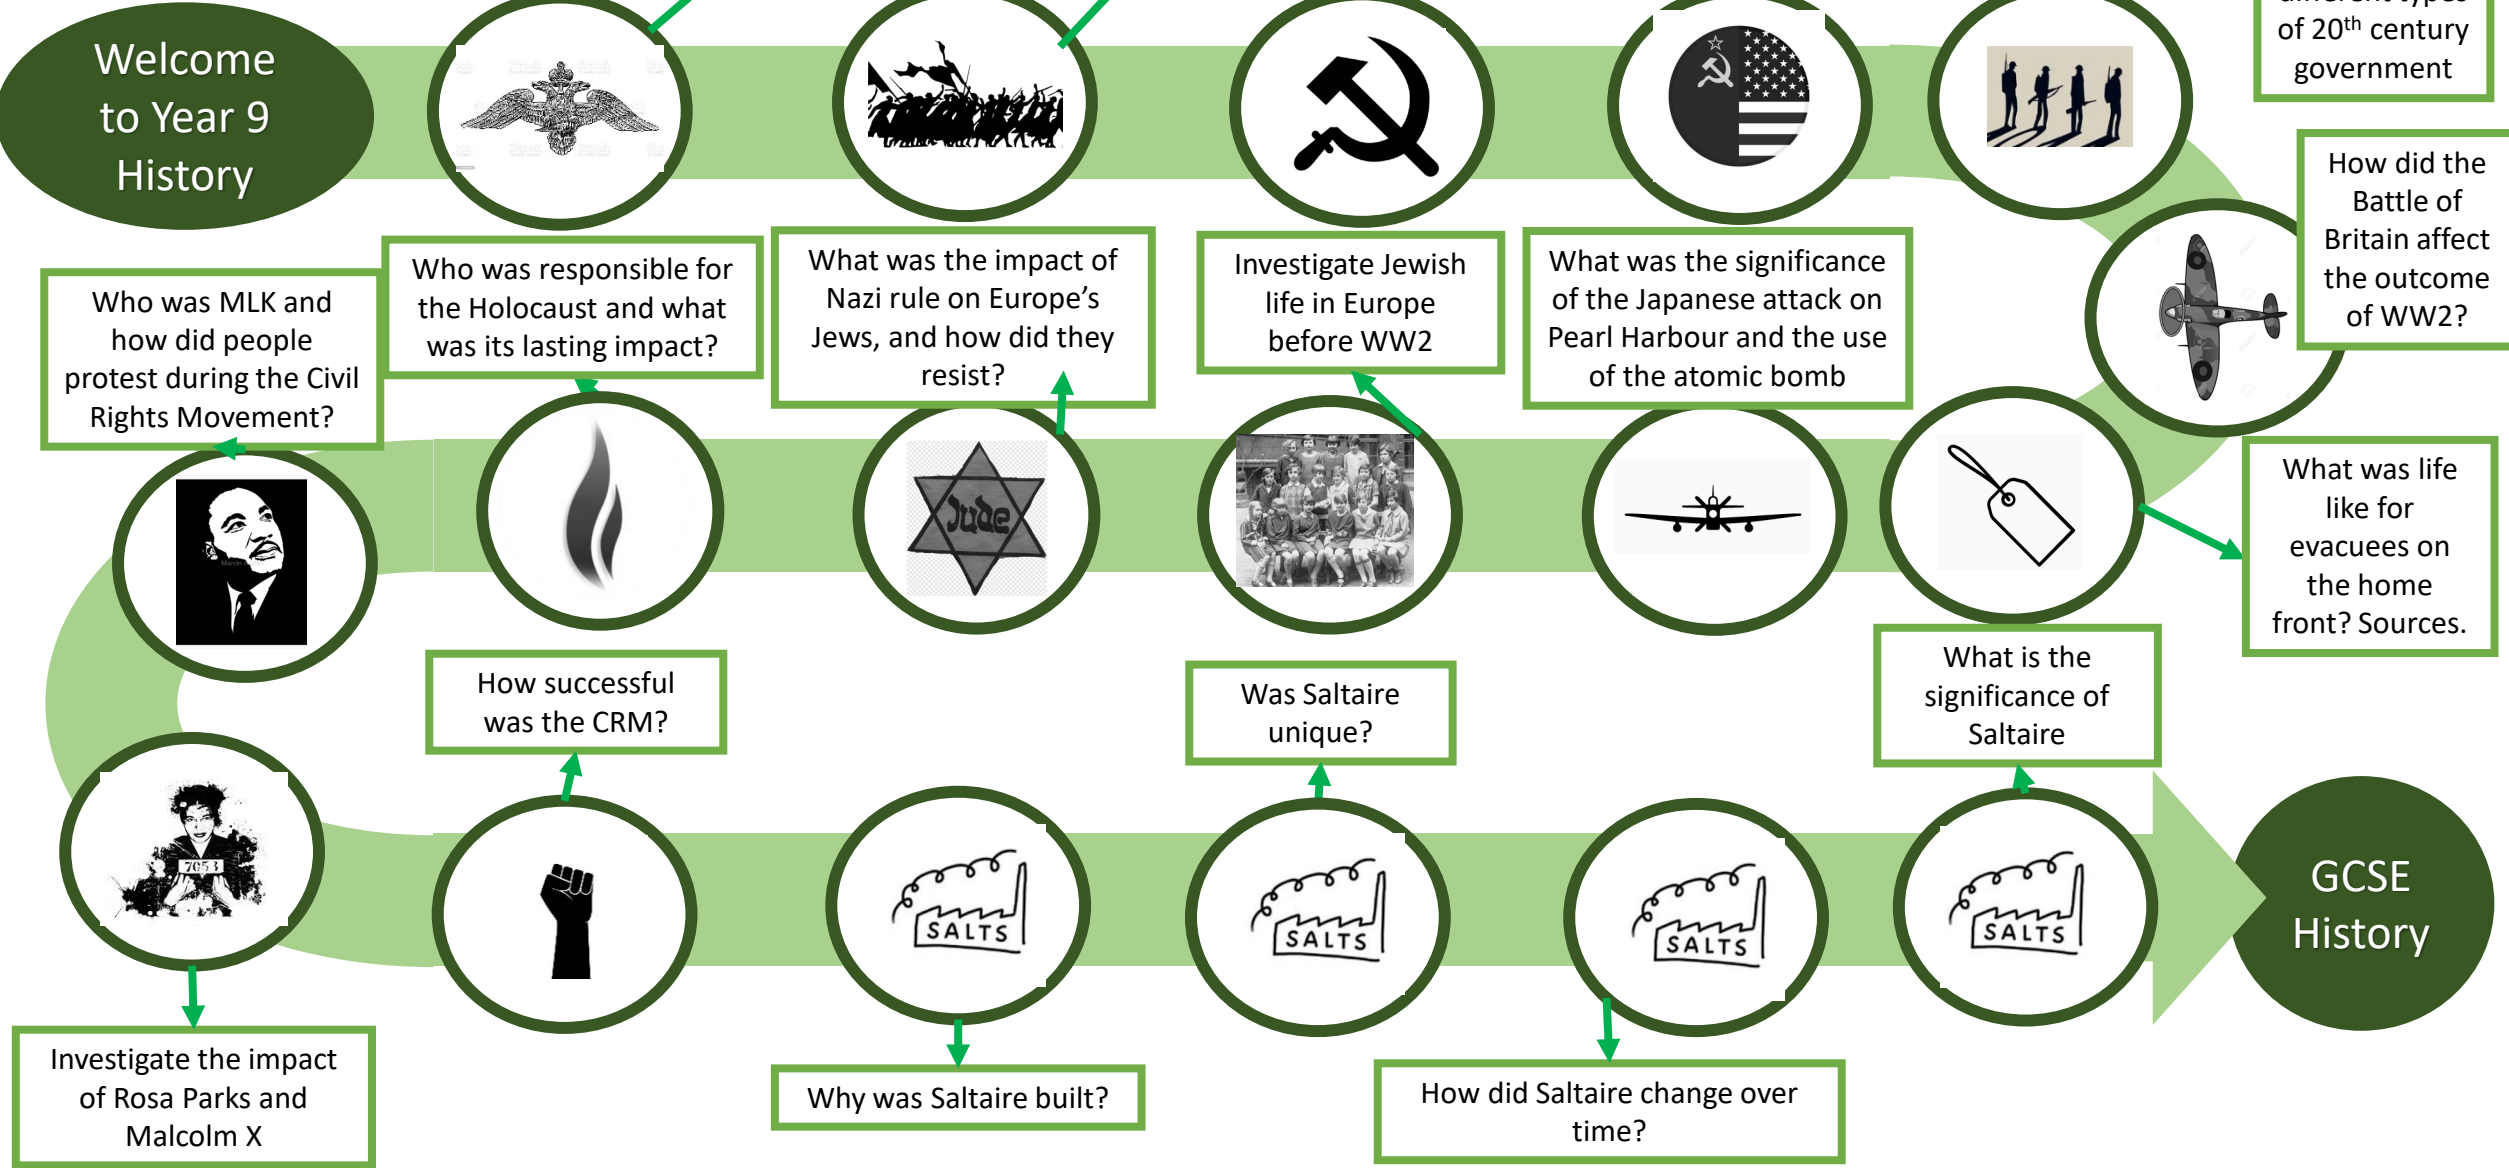 Welcome
to Year 9
History
different types
of 20th century
government
How did the
Battle of
Britain affect
the outcome
of WW2?
Who was MLK and
how did people
protest during the Civil
Rights Movement?
Who was responsible for
the Holocaust and what
was its lasting impact?
What was the impact of
Nazi rule on Europe’s
Jews, and how did they
resist?
Investigate Jewish
life in Europe
before WW2
What was the significance
of the Japanese attack on
Pearl Harbour and the use
of the atomic bomb
What was life
like for
evacuees on
the home
front? Sources.
Jude
7053
How successful
was the CRM?
Was Saltaire
unique?
What is the
significance of
Saltaire
SALTS
SALTS
SALTS
SALTS
GCSE
History
Investigate the impact
of Rosa Parks and
Malcolm X
Why was Saltaire built?
How did Saltaire change over
time?